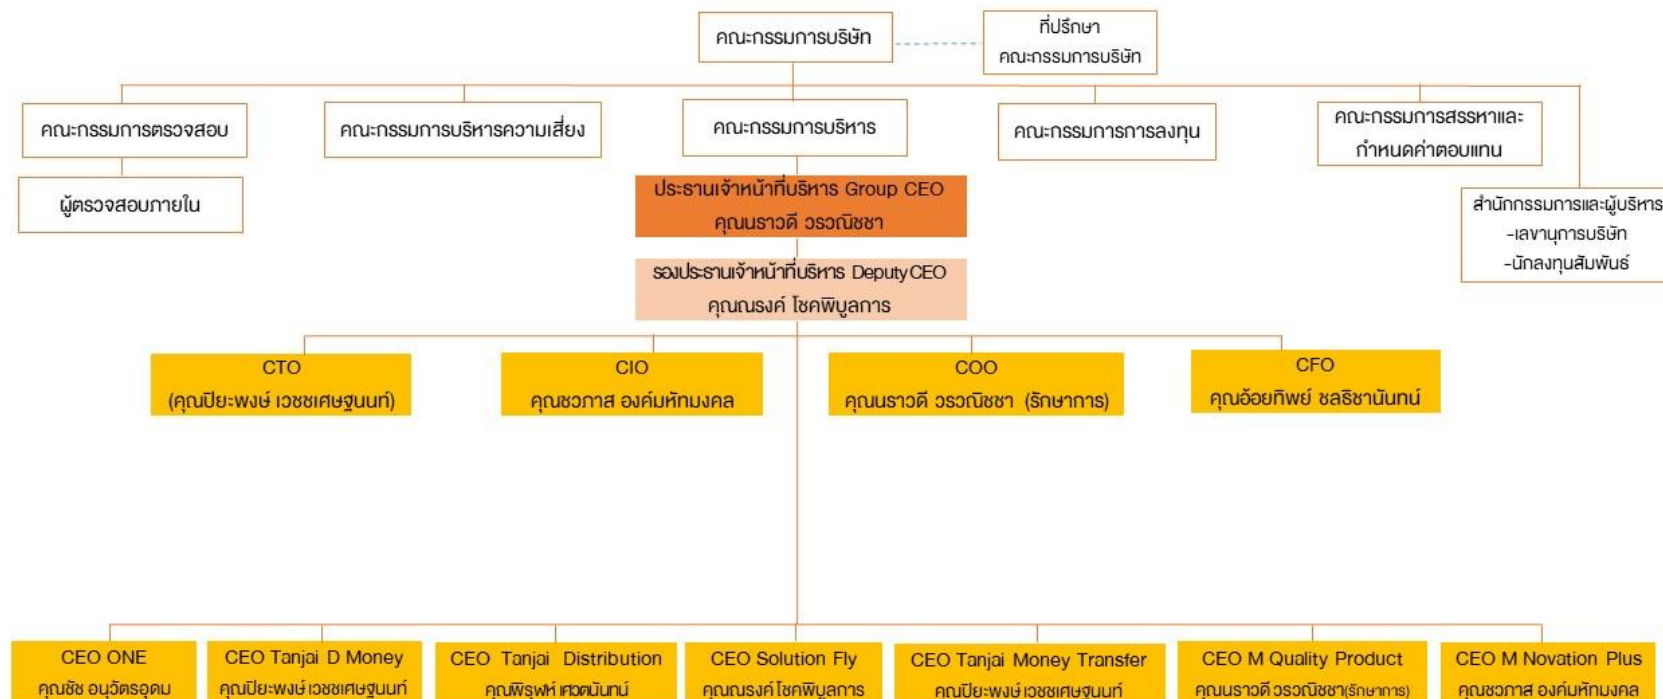 คณะกรรมการบริษัท
ที่ปรึกษา
คณะกรรมการบริษัท
คณะกรรมการตรวจสอบ
คณะกรรมการบริหารความเสี่ยง
คณะกรรมการบริหาร
คณะกรรมการการลงทุน
คณะกรรมการสรรหาและ
กำหนดค่าตอบแทน
ผู้ตรวจสอบภายใน
ประธานเจ้าหน้าที่บริหาร Group CEO
คุณนราวดี วรวณิชชา
สำนักกรรมการและผู้บริหาร
-เลขานุการบริษัท
-นักลงทุนสัมพันธ์
รองประธานเจ้าหน้าที่บริหาร Deputy CEO
คุณณรงค์ โชคพิบูลการ
CTO
(คุณปิยะพงษ์ เวชชเศษฐนนท์)
CIO
คุณชวภาส องค์มหัทมงคล
COO
คุณนราวดี วรวณิชชา (รักษาการ)
CFO
คุณอ้อยทิพย์ ชลธิชานันทน์
CEO ONE
คุณชัช อนุวัตรอุดม
CEO Tanjai D Money
คุณปิยะพงษ์ เวชชเศษฐนนท์
CEO Tanjai Distribution
คุณพิรุฬห์ เศวตนันทน์
CEO Solution Fly
คุณณรงค์ โชคพิบูลการ
CEO Tanjai Money Transfer
คุณปิยะพงษ์ เวชชเศษฐนนท์
CEO M Quality Product
คุณนราวดี วรวณิชชา(รักษาการ)
CEO M Novation Plus
คุณชวภาส องค์มหัทมงคล